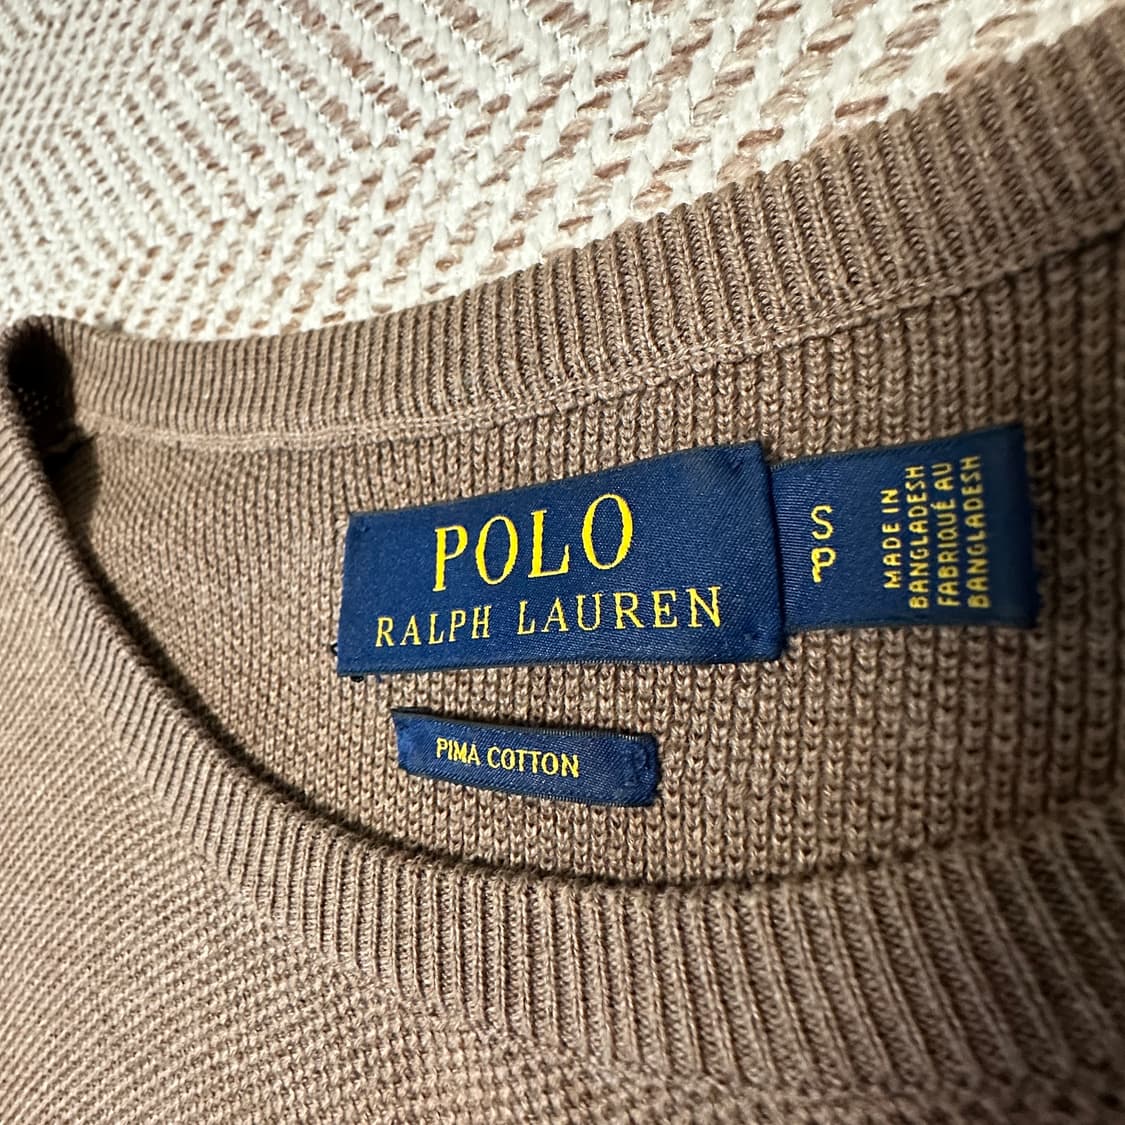 POLO
RALPH LAUREN
S
P
MADE IN
BANGLADESH
FABRIQUÉ AU
BANGLADESH
PIMA COTTON